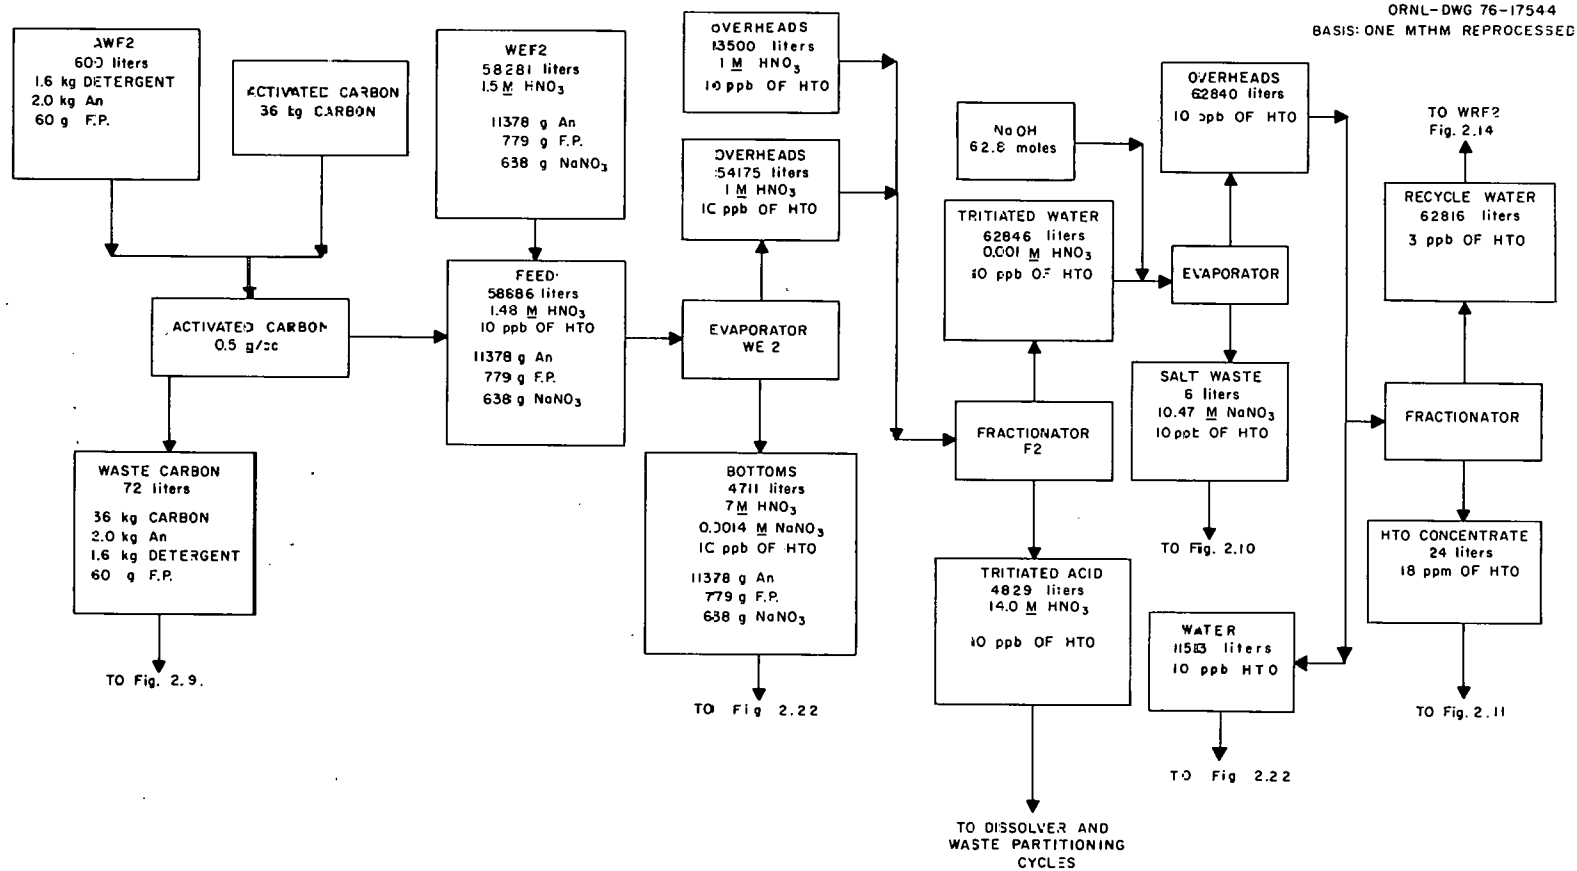 ORNL-DWG 76-17544
BASIS: ONE MTHM REPROCESSED
AWF2
600 liters
1.6 kg DETERGENT
2.0 kg An
60 g F.P.
ACTIVATED CARBON
36 kg CARBON
ACTIVATED CARBON
0.5 g/cc
WASTE CARBON
72 liters
36 kg CARBON
2.0 kg An
1.6 kg DETERGENT
60 g F.P.
TO Fig. 2.9.
WEF2
58281 liters
1.5 M HNO3
11378 g An
779 g F.P.
638 g NaNO3
FEED:
58686 liters
1.48 M HNO3
10 ppb OF HTO
11378 g An
779 g F.P.
638 g NaNO3
OVERHEADS
13500 liters
1 M HNO3
10 ppb OF HTO
OVERHEADS
54175 liters
1 M HNO3
10 ppb OF HTO
EVAPORATOR
WE 2
BOTTOMS
4711 liters
7 M HNO3
0.0014 M NaNO3
10 ppb OF HTO
11378 g An
779 g F.P.
638 g NaNO3
TO Fig 2.22
NaOH
62.8 moles
TRITIATED WATER
62846 liters
0.001 M HNO3
10 ppb OF HTO
FRACTIONATOR
F2
TRITIATED ACID
4829 liters
14.0 M HNO3
10 ppb OF HTO
TO DISSOLVER AND
WASTE PARTITIONING
CYCLES
OVERHEADS
62840 liters
10 ppb OF HTO
EVAPORATOR
SALT WASTE
6 liters
10.47 M NaNO3
10 ppb OF HTO
TO Fig. 2.10
WATER
liters
10 ppb HTO
TO Fig 2.22
TO WRF2
Fig. 2.14
RECYCLE WATER
62816 liters
3 ppb OF HTO
FRACTIONATOR
HTO CONCENTRATE
24 liters
18 ppm OF HTO
TO Fig. 2.11